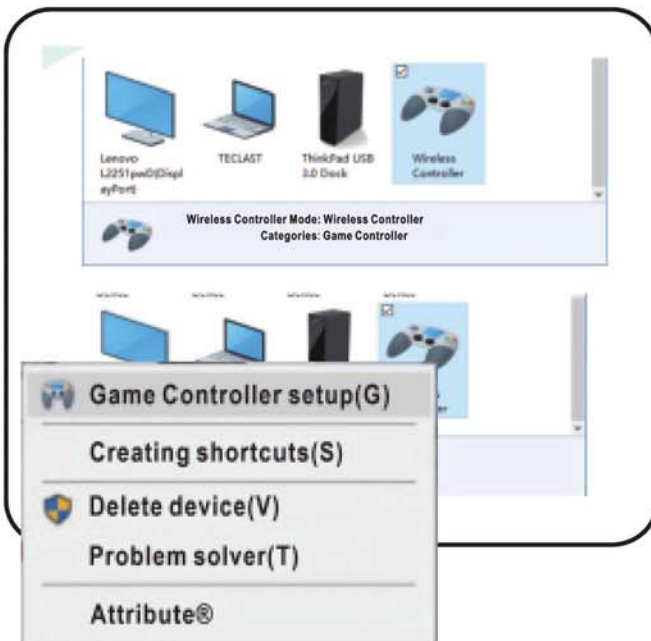 Lenovo
L2251pwD(Displ
ayPort)
TECLAST
ThinkPad USB
3.0 Dock
Wireless
Controller
Wireless Controller Mode: Wireless Controller
Categories: Game Controller
er
Game Controller setup(G)
Creating shortcuts(S)
Delete device(V)
Problem solver(T)
Attribute®